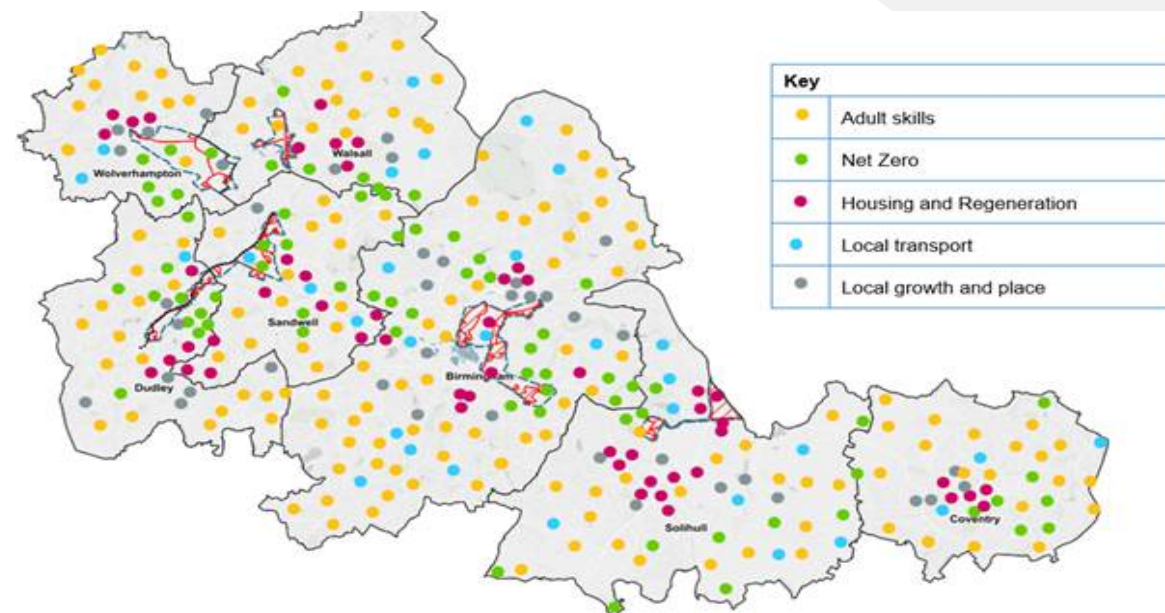 Key
Adult skills
Net Zero
Housing and Regeneration
Local transport
Local growth and place
Walsall
Wolverhampton
Sandwell
Birmingham
Dudley
Solihull
Coventry